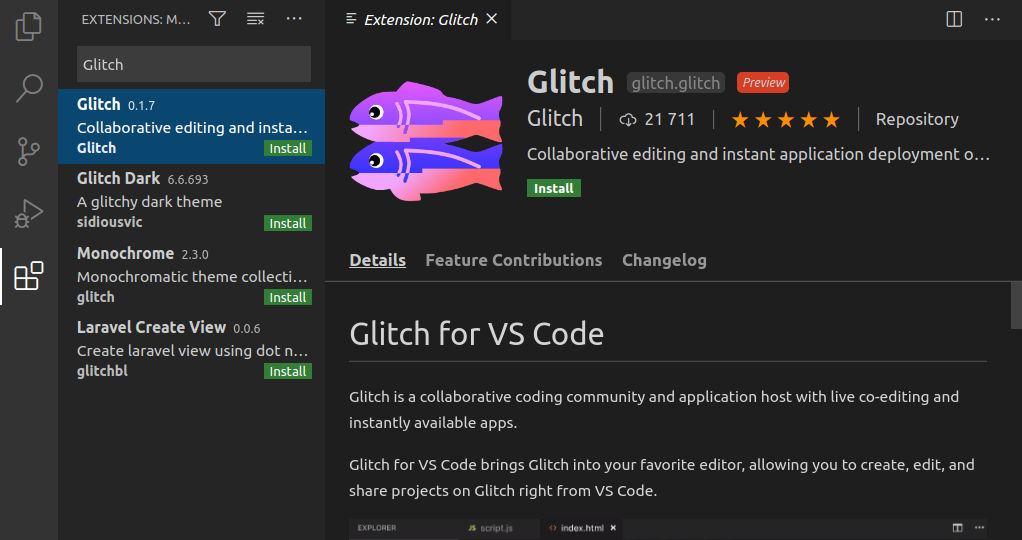 EXTENSIONS: M...
Glitch
Glitch 0.1.7
Collaborative editing and insta...
Glitch Install
Glitch Dark 6.6.693
A glitchy dark theme
sidiousvic Install
Monochrome 2.3.0
Monochromatic theme collecti...
glitch Install
Laravel Create View 0.0.6
Create laravel view using dot n...
glitchbl Install
Extension: Glitch
Glitch glitch.glitch Preview
Glitch 21 711 Repository
Collaborative editing and instant application deployment o...
Install
Details Feature Contributions Changelog
Glitch for VS Code
Glitch is a collaborative coding community and application host with live co-editing and
instantly available apps.
Glitch for VS Code brings Glitch into your favorite editor, allowing you to create, edit, and
share projects on Glitch right from VS Code.
EXPLORER JS script.js <> index.html